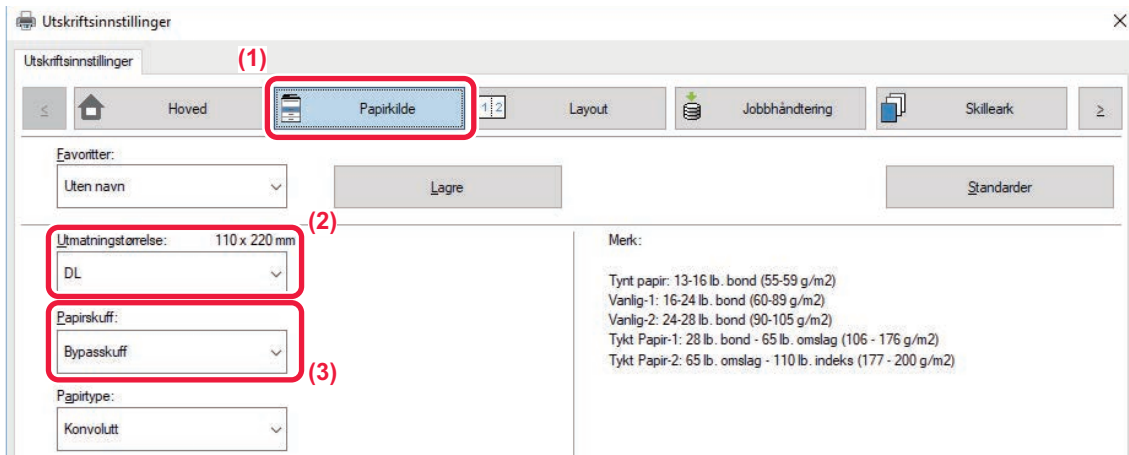 Utskriftsinnstillinger
Utskriftsinnstillinger
(1)
<
Hoved
Papirkilde
1 2
Layout
Jobbhåndtering
Skilleark
>
Favoritter:
Uten navn
Lagre
Standarder
(2)
Utmatningstørrelse: 110 x 220 mm
DL
Papirskuff:
Bypasskuff
(3)
Papirtype:
Konvolutt
Merk:
Tynt papir: 13-16 lb. bond (55-59 g/m2)
Vanlig-1: 16-24 lb. bond (60-89 g/m2)
Vanlig-2: 24-28 lb. bond (90-105 g/m2)
Tykt Papir-1: 28 lb. bond - 65 lb. omslag (106 - 176 g/m2)
Tykt Papir-2: 65 lb. omslag - 110 lb. indeks (177 - 200 g/m2)